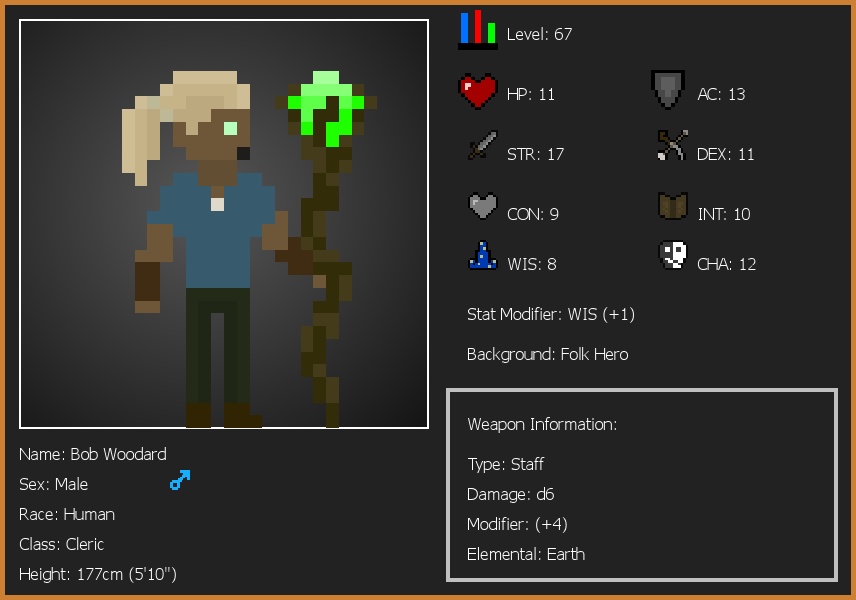 Level: 67
HP: 11
AC: 13
STR: 17
DEX: 11
CON: 9
INT: 10
WIS: 8
CHA: 12
Stat Modifier: WIS (+1)
Background: Folk Hero
Weapon Information:
Type: Staff
Damage: d6
Modifier: (+4)
Elemental: Earth
Name: Bob Woodard
Sex: Male
Race: Human
Class: Cleric
Height: 177cm (5'10")